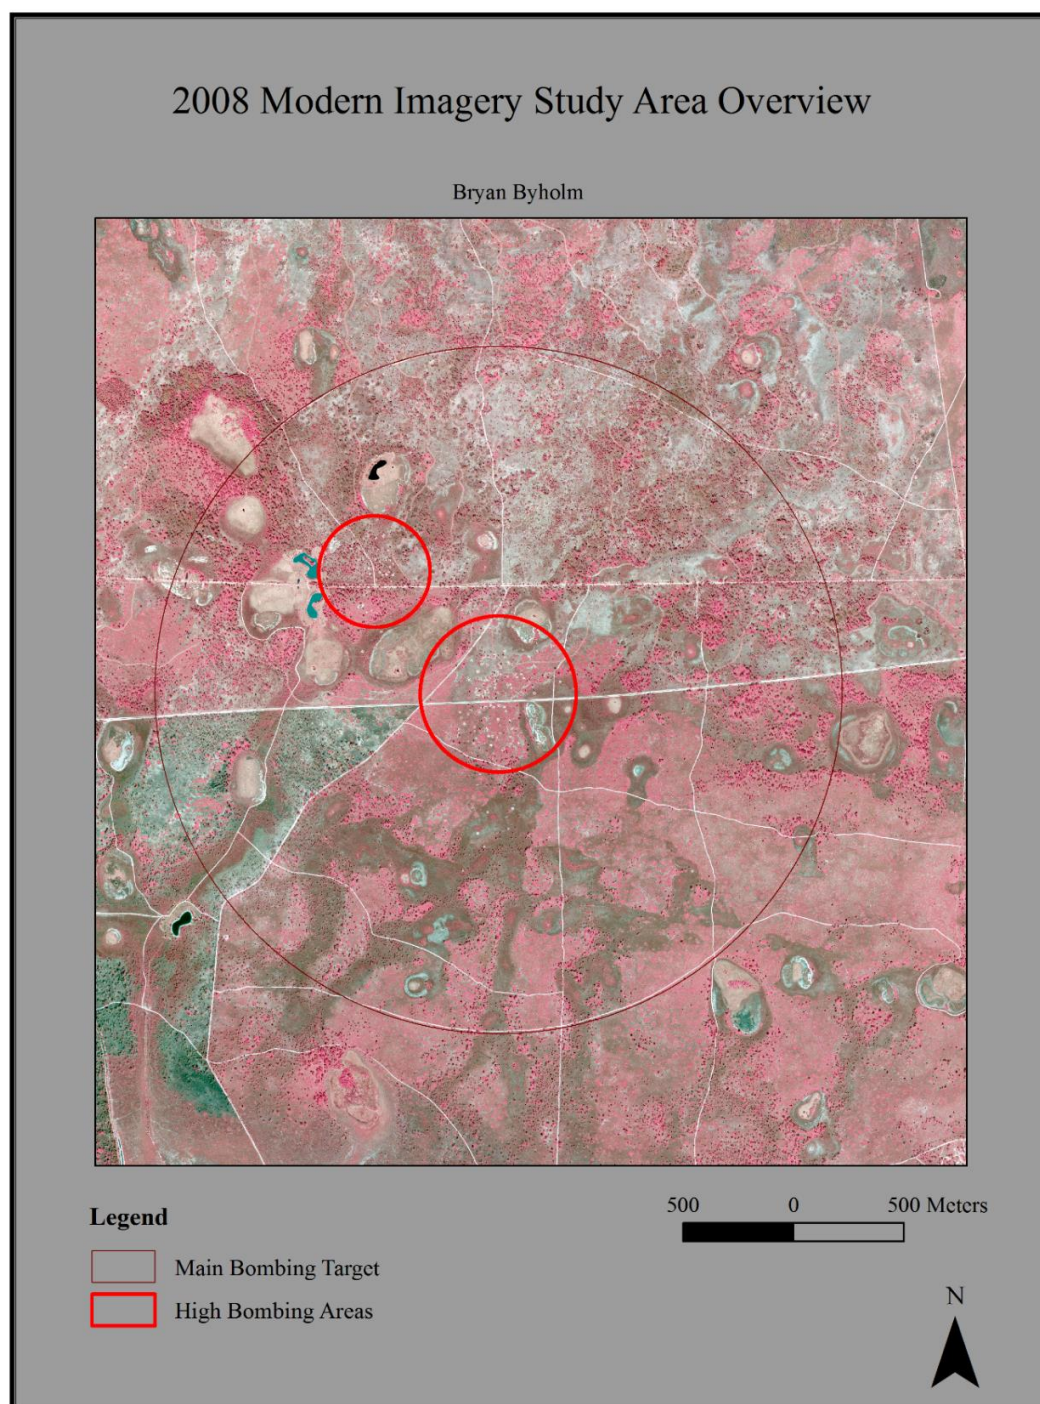 2008 Modern Imagery Study Area Overview
Bryan Byholm
Legend
Main Bombing Target
High Bombing Areas
500 0 500 Meters
N